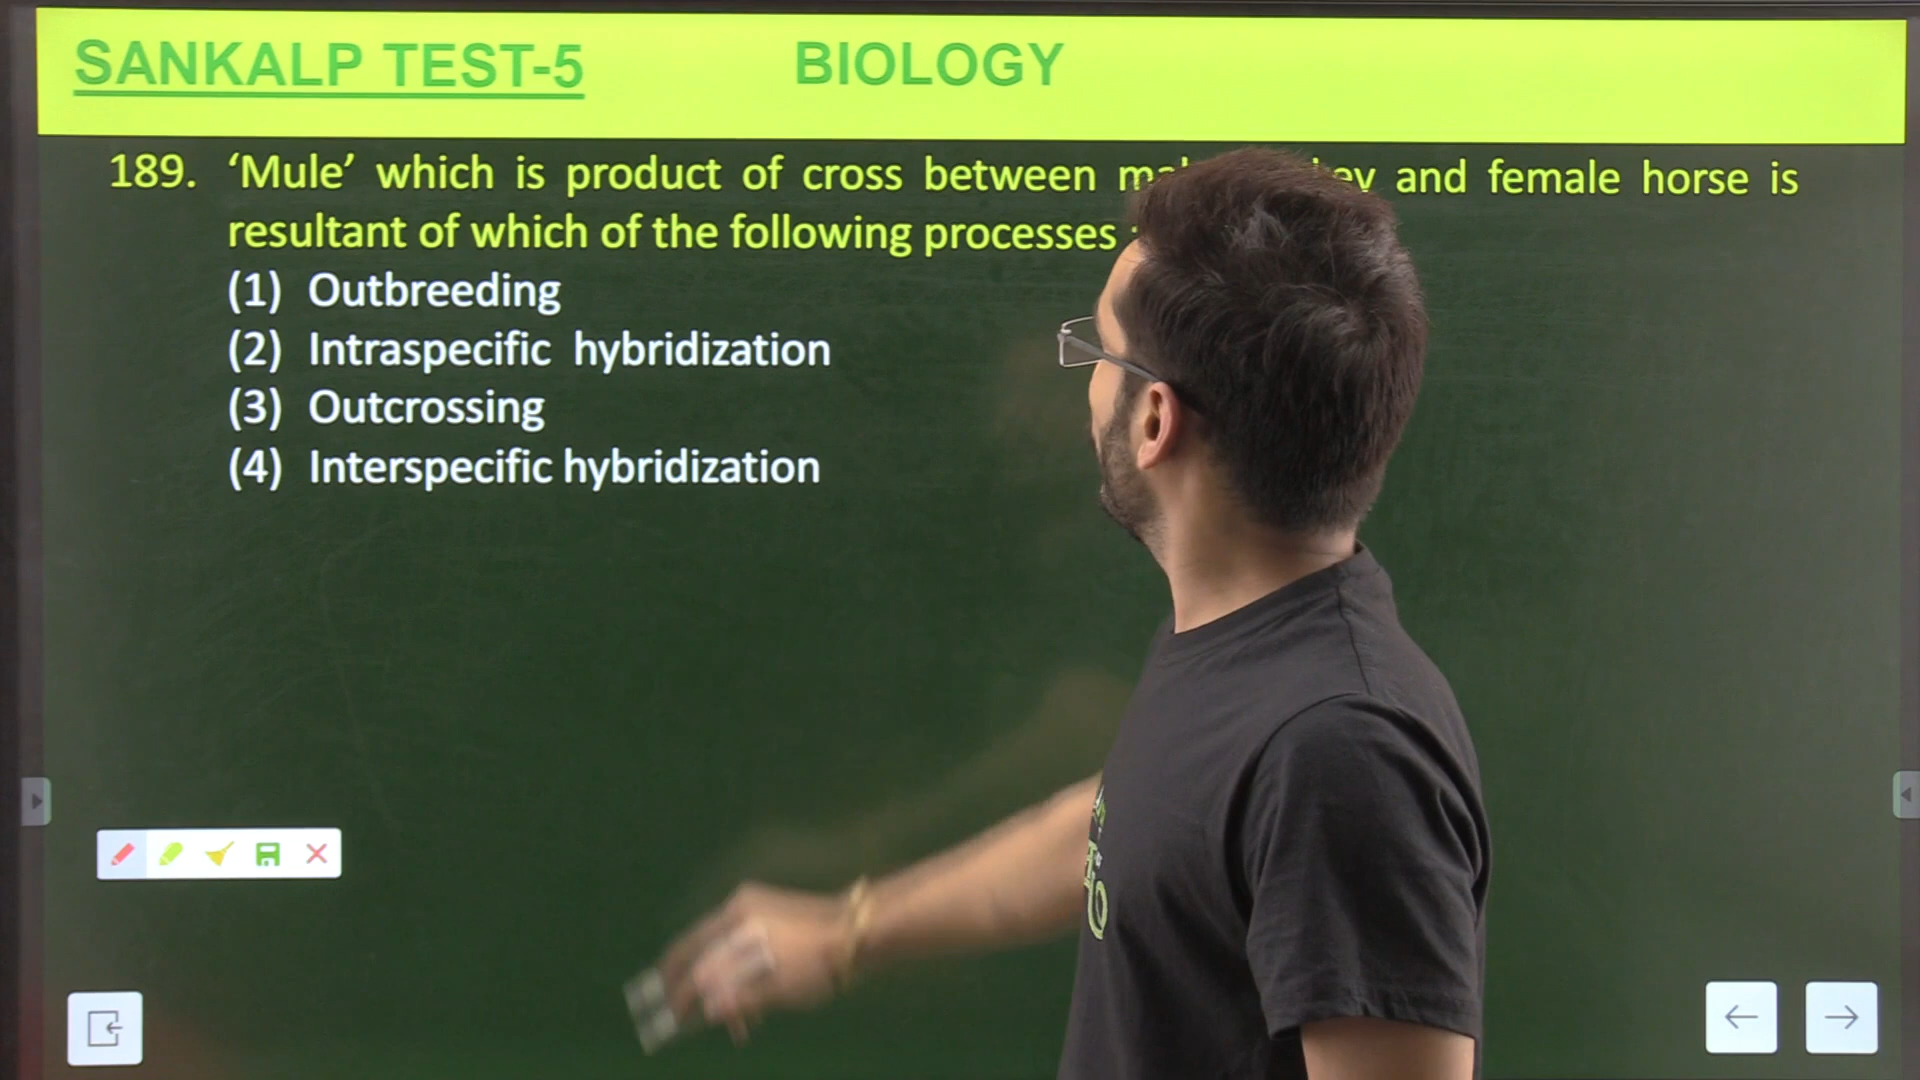 SANKALP TEST-5 BIOLOGY
189. ‘Mule’ which is product of cross between and female horse is
resultant of which of the following processes
(1) Outbreeding
(2) Intraspecific hybridization
(3) Outcrossing
(4) Interspecific hybridization